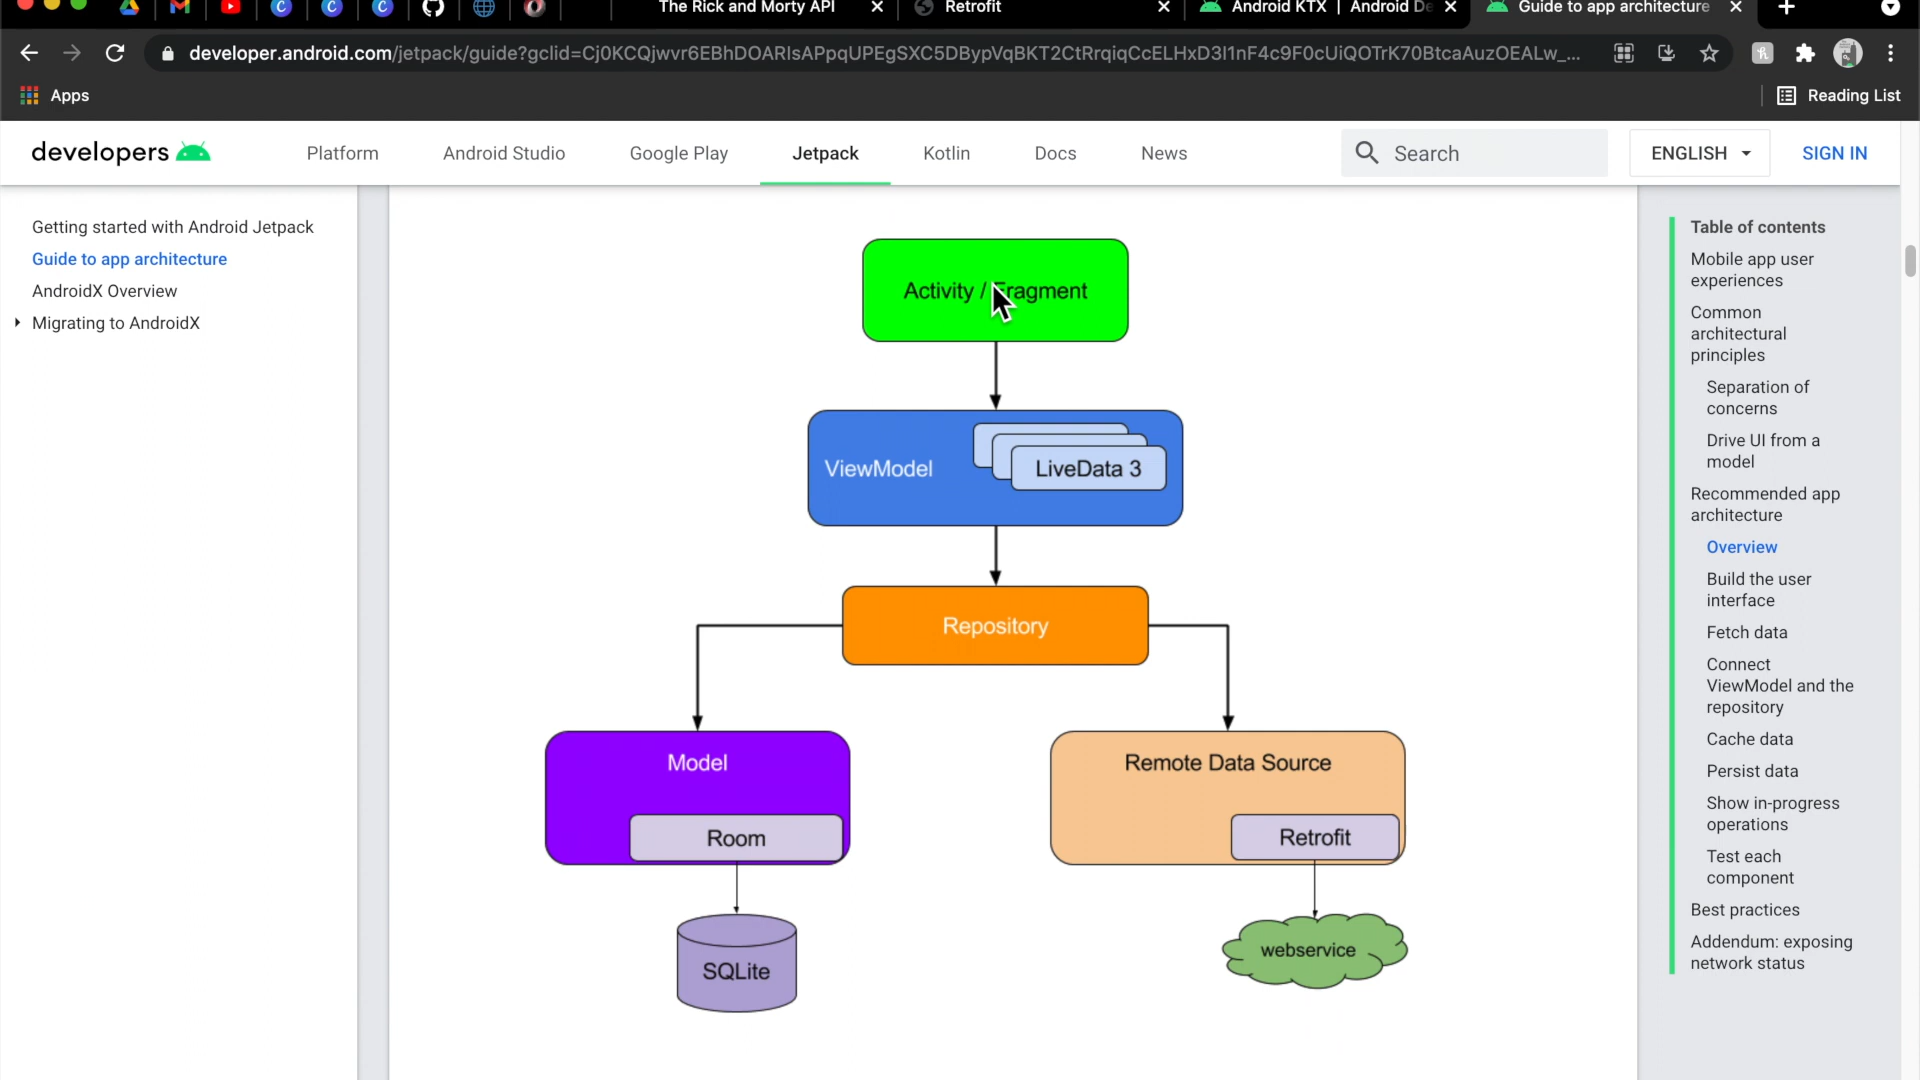 The Rick and Morty API
Retrofit
Android KTX | Android De
Guide to app architecture
developer.android.com/jetpack/guide?gclid=Cj0KCQjwvr6EBhDOARIsAPpqUPEgSXC5DBypVqBKT2CtRrqiqCcELHxD3l1nF4c9F0cUiQOTrK70BtcaAuzOEALw_...
Apps
Reading List
developers
Platform
Android Studio
Google Play
Jetpack
Kotlin
Docs
News
Search
ENGLISH
SIGN IN
Getting started with Android Jetpack
Guide to app architecture
AndroidX Overview
Migrating to AndroidX
Activity / Fragment
ViewModel
LiveData 3
Repository
Model
Room
SQLite
Remote Data Source
Retrofit
webservice
Table of contents
Mobile app user
experiences
Common
architectural
principles
Separation of
concerns
Drive UI from a
model
Recommended app
architecture
Overview
Build the user
interface
Fetch data
Connect
ViewModel and the
repository
Cache data
Persist data
Show in-progress
operations
Test each
component
Best practices
Addendum: exposing
network status